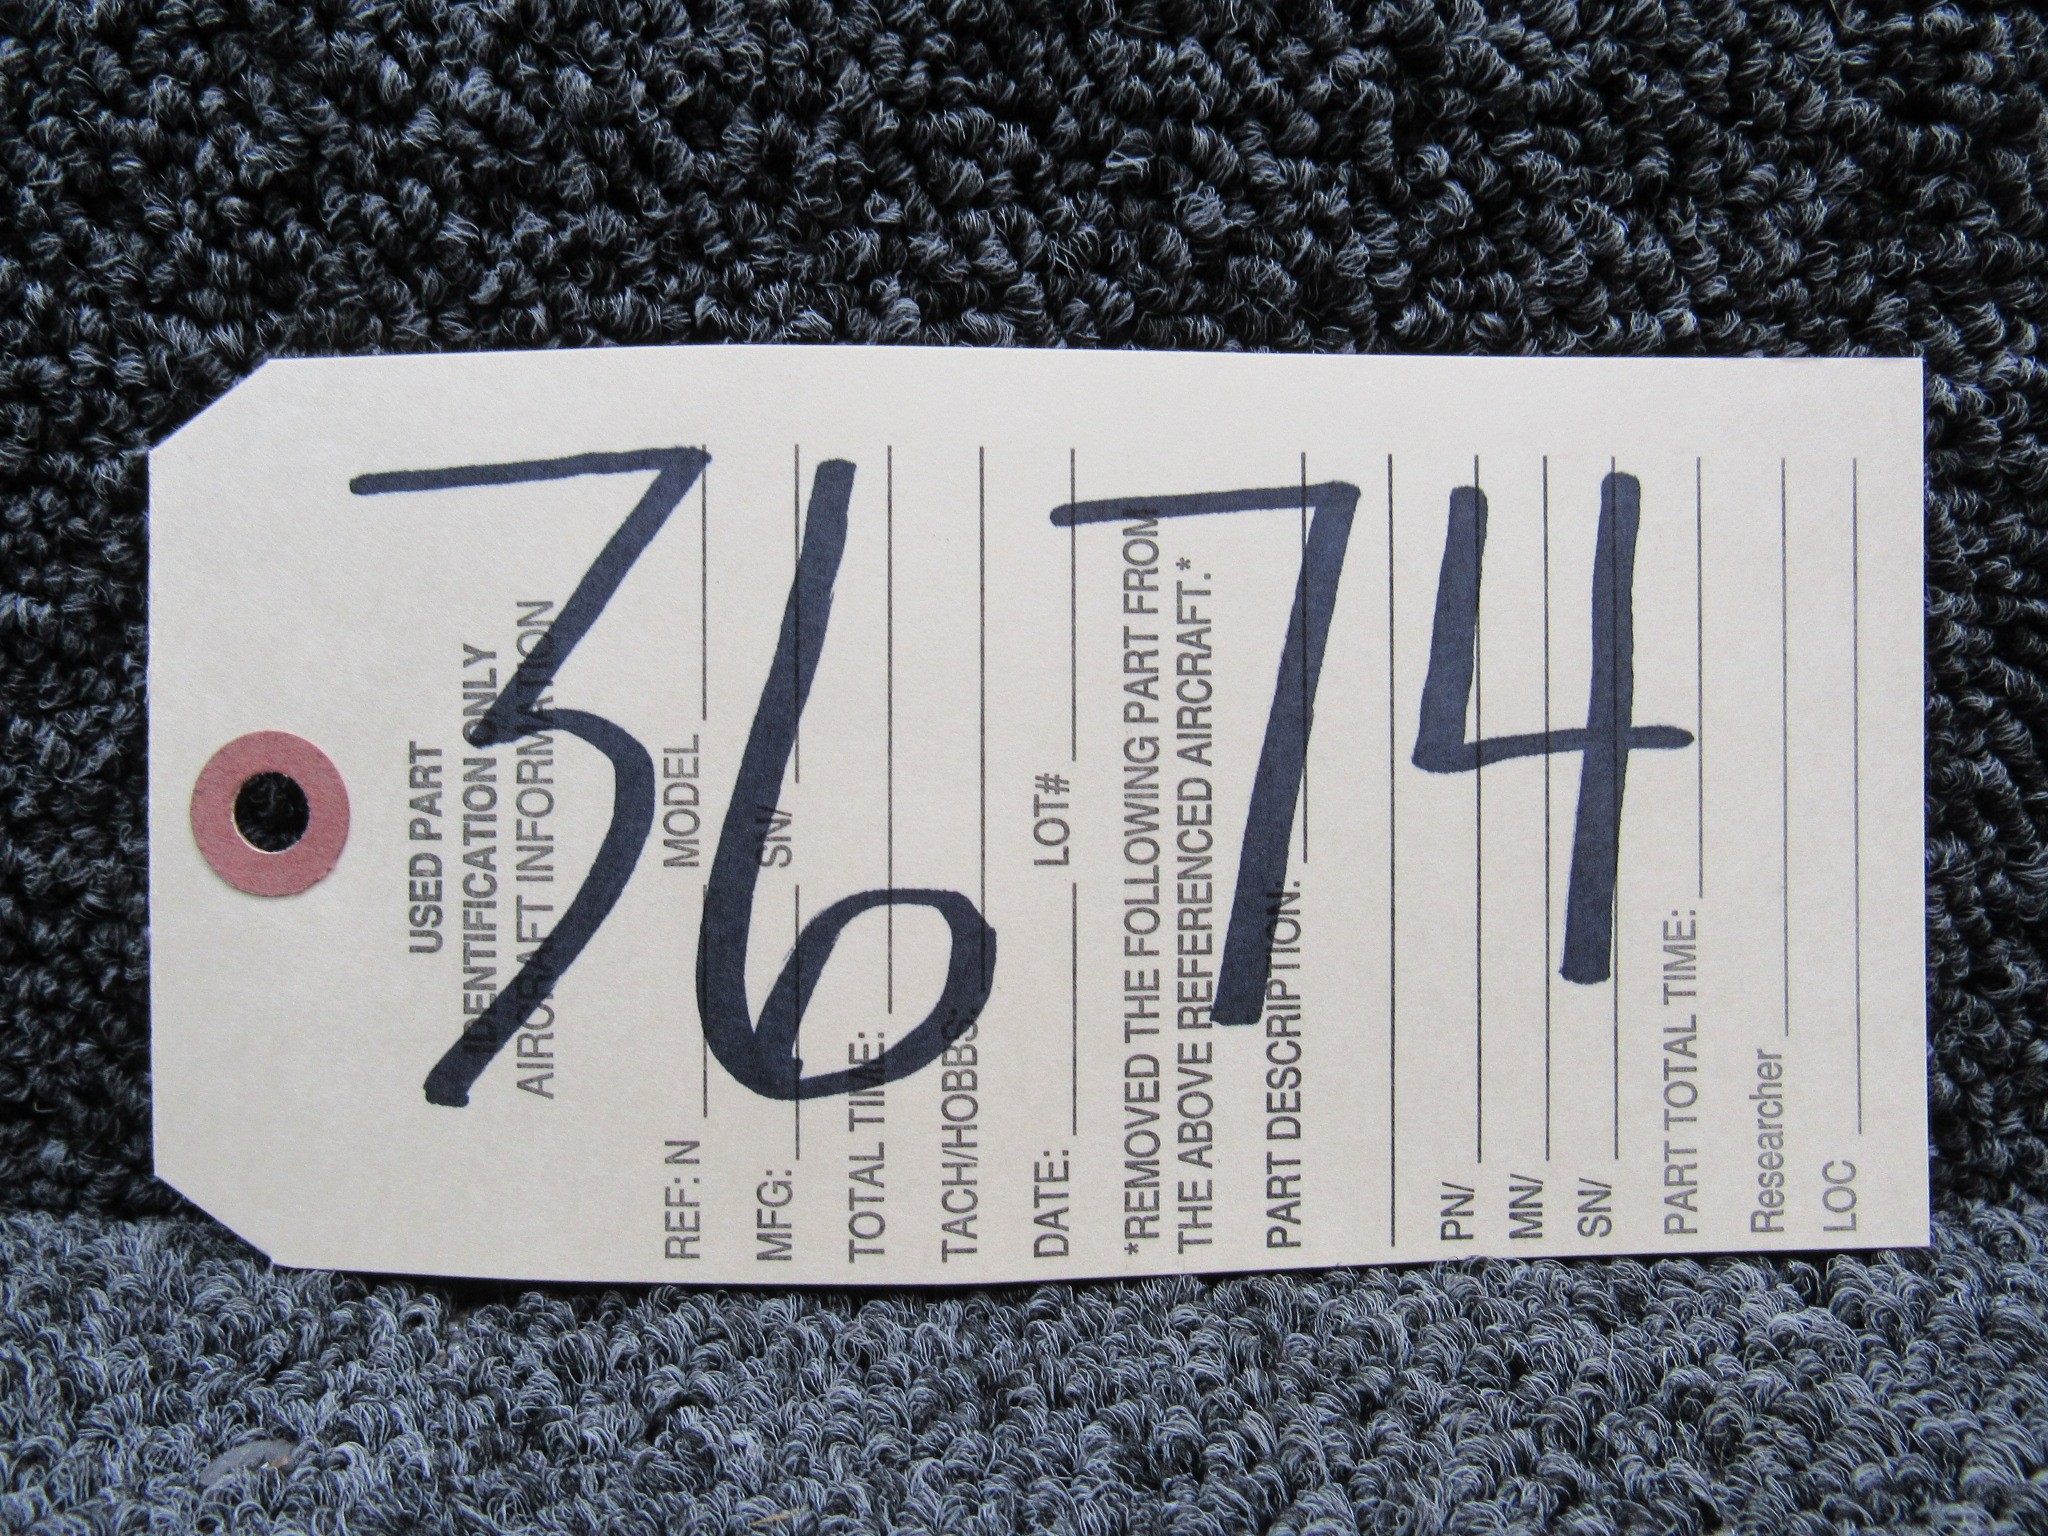 3674
USED PART
IDENTIFICATION ONLY
AIRCRAFT INFORMATION
REF: N MODEL
MFG: SN/
TOTAL TIME:
TACH/HOBBS:
DATE: LOT#
*REMOVED THE FOLLOWING PART FROM
THE ABOVE REFERENCED AIRCRAFT.*
PART DESCRIPTION:
PN/
MN/
SN/
PART TOTAL TIME:
Researcher
LOC